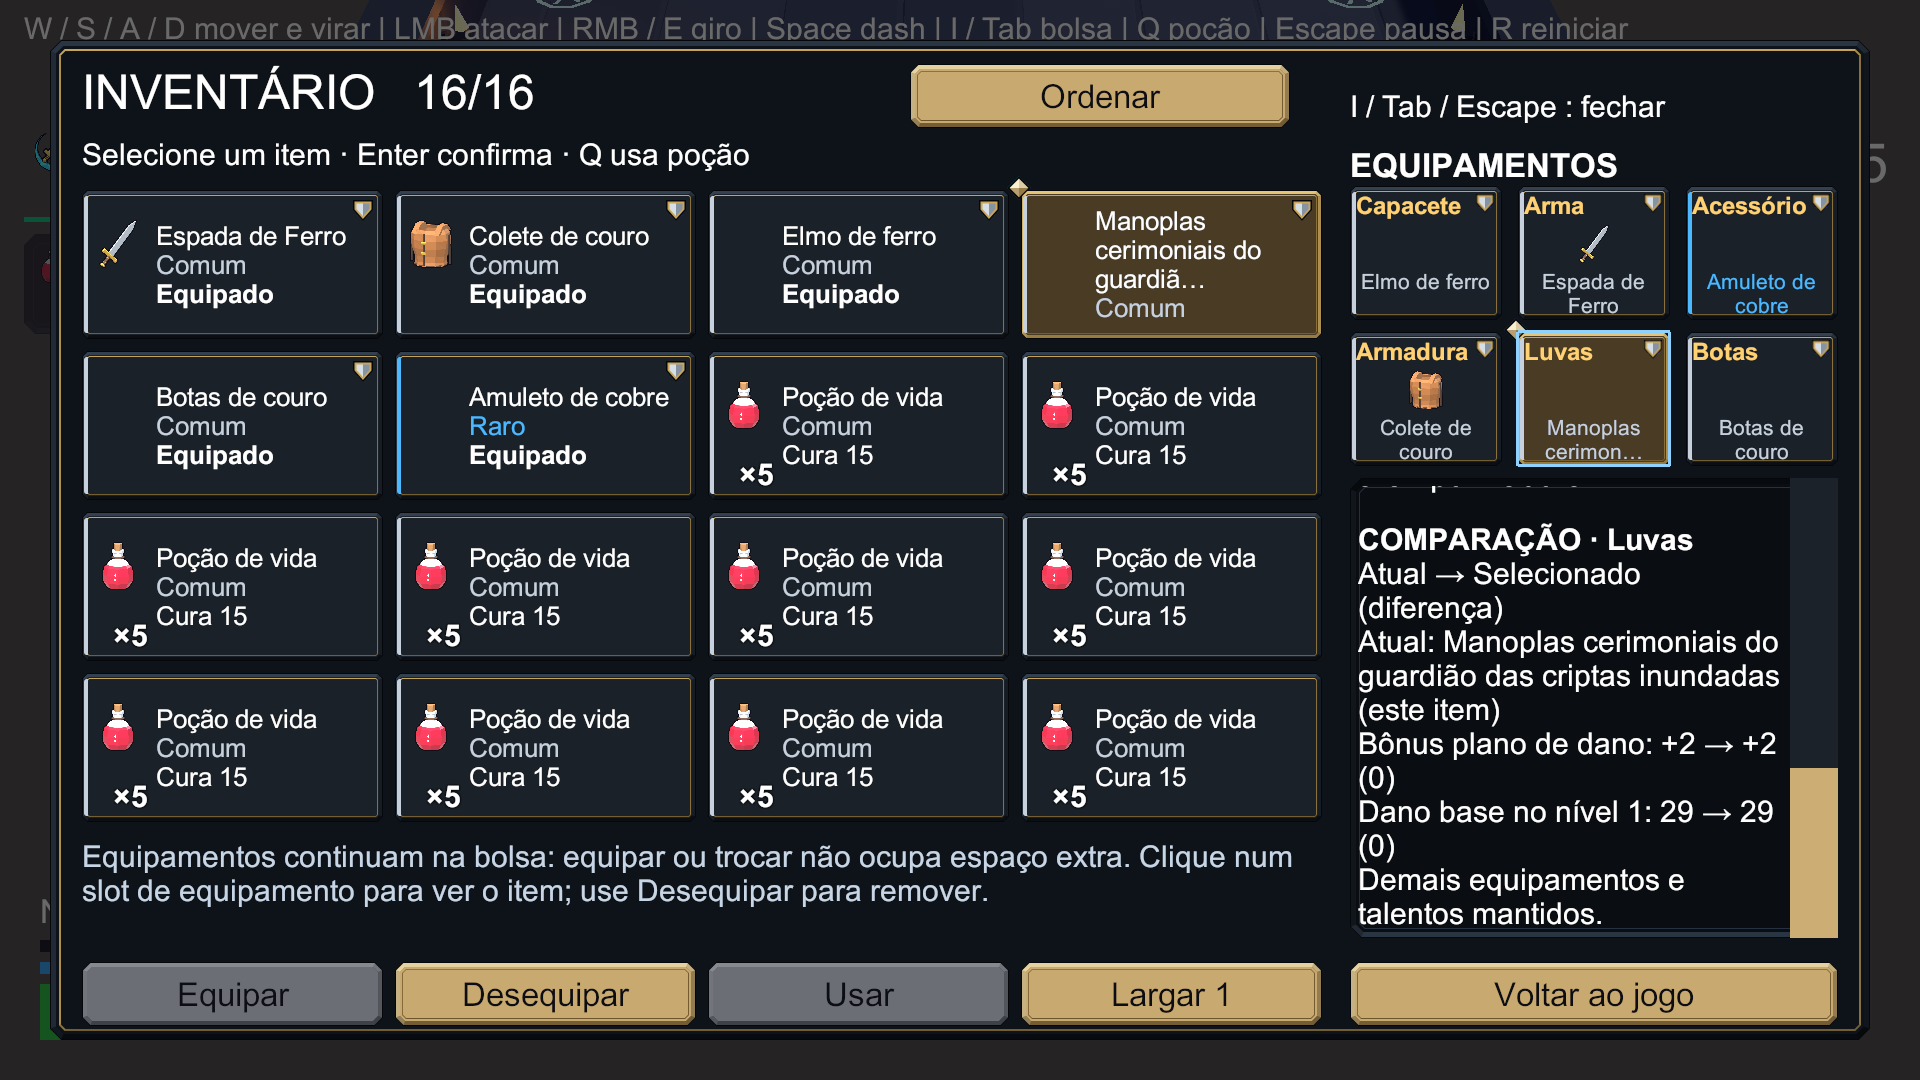 W / S / A / D mover e virar | LMB atacar | RMB / E giro | Space dash | I / Tab bolsa | Q poção | Escape pausa | R reiniciar
INVENTÁRIO 16/16
Ordenar
I / Tab / Escape : fechar
Selecione um item · Enter confirma · Q usa poção
Espada de Ferro
Comum
Equipado
Colete de couro
Comum
Equipado
Elmo de ferro
Comum
Equipado
Manoplas
cerimoniais do
guardiã…
Comum
Botas de couro
Comum
Equipado
Amuleto de cobre
Raro
Equipado
Poção de vida
Comum
Cura 15
×5
Poção de vida
Comum
Cura 15
×5
Poção de vida
Comum
Cura 15
×5
Poção de vida
Comum
Cura 15
×5
Poção de vida
Comum
Cura 15
×5
Poção de vida
Comum
Cura 15
×5
Poção de vida
Comum
Cura 15
×5
Poção de vida
Comum
Cura 15
×5
Poção de vida
Comum
Cura 15
×5
Poção de vida
Comum
Cura 15
×5
Equipamentos continuam na bolsa: equipar ou trocar não ocupa espaço extra. Clique num
slot de equipamento para ver o item; use Desequipar para remover.
Equipar
Desequipar
Usar
Largar 1
EQUIPAMENTOS
Capacete
Elmo de ferro
Arma
Espada de
Ferro
Acessório
Amuleto de
cobre
Armadura
Colete de
couro
Luvas
Manoplas
cerimon…
Botas
Botas de
couro
COMPARAÇÃO · Luvas
Atual → Selecionado
(diferença)
Atual: Manoplas cerimoniais do
guardião das criptas inundadas
(este item)
Bônus plano de dano: +2 → +2
(0)
Dano base no nível 1: 29 → 29
(0)
Demais equipamentos e
talentos mantidos.
Voltar ao jogo
5